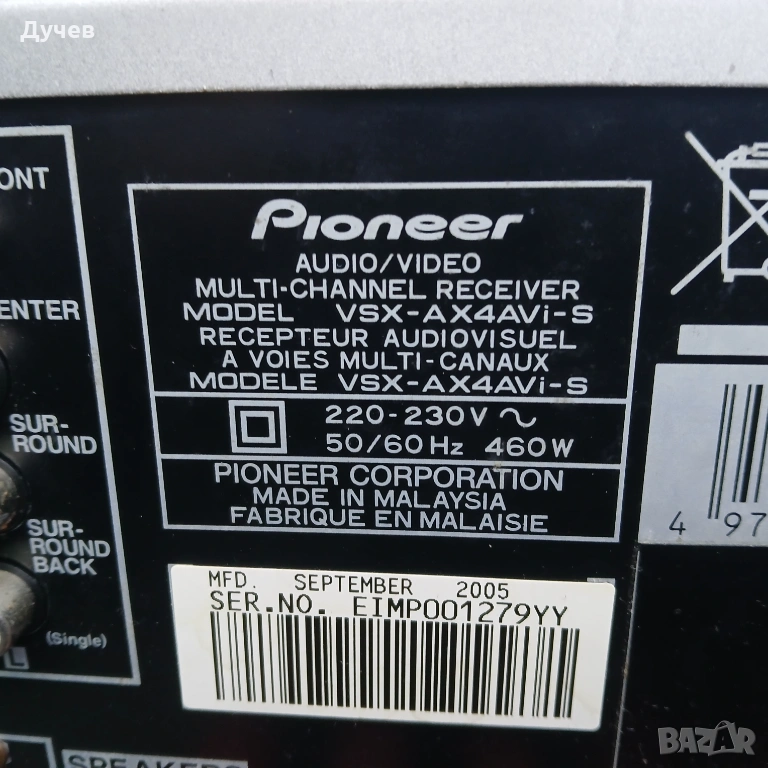 Дучев
ONT
ENTER
SUR-
ROUND
SUR-
ROUND
BACK
(Single)
L
Pioneer
AUDIO/VIDEO
MULTI-CHANNEL RECEIVER
MODEL VSX-AX4AVi-S
RECEPTEUR AUDIOVISUEL
A VOIES MULTI-CANAUX
MODELE VSX-AX4AVi-S
220-230V ~
50/60Hz 460W
PIONEER CORPORATION
MADE IN MALAYSIA
FABRIQUE EN MALAISIE
MFD. SEPTEMBER 2005
SER.NO. EIMP001279YY
4 97
SPEAKERS
BAZAR